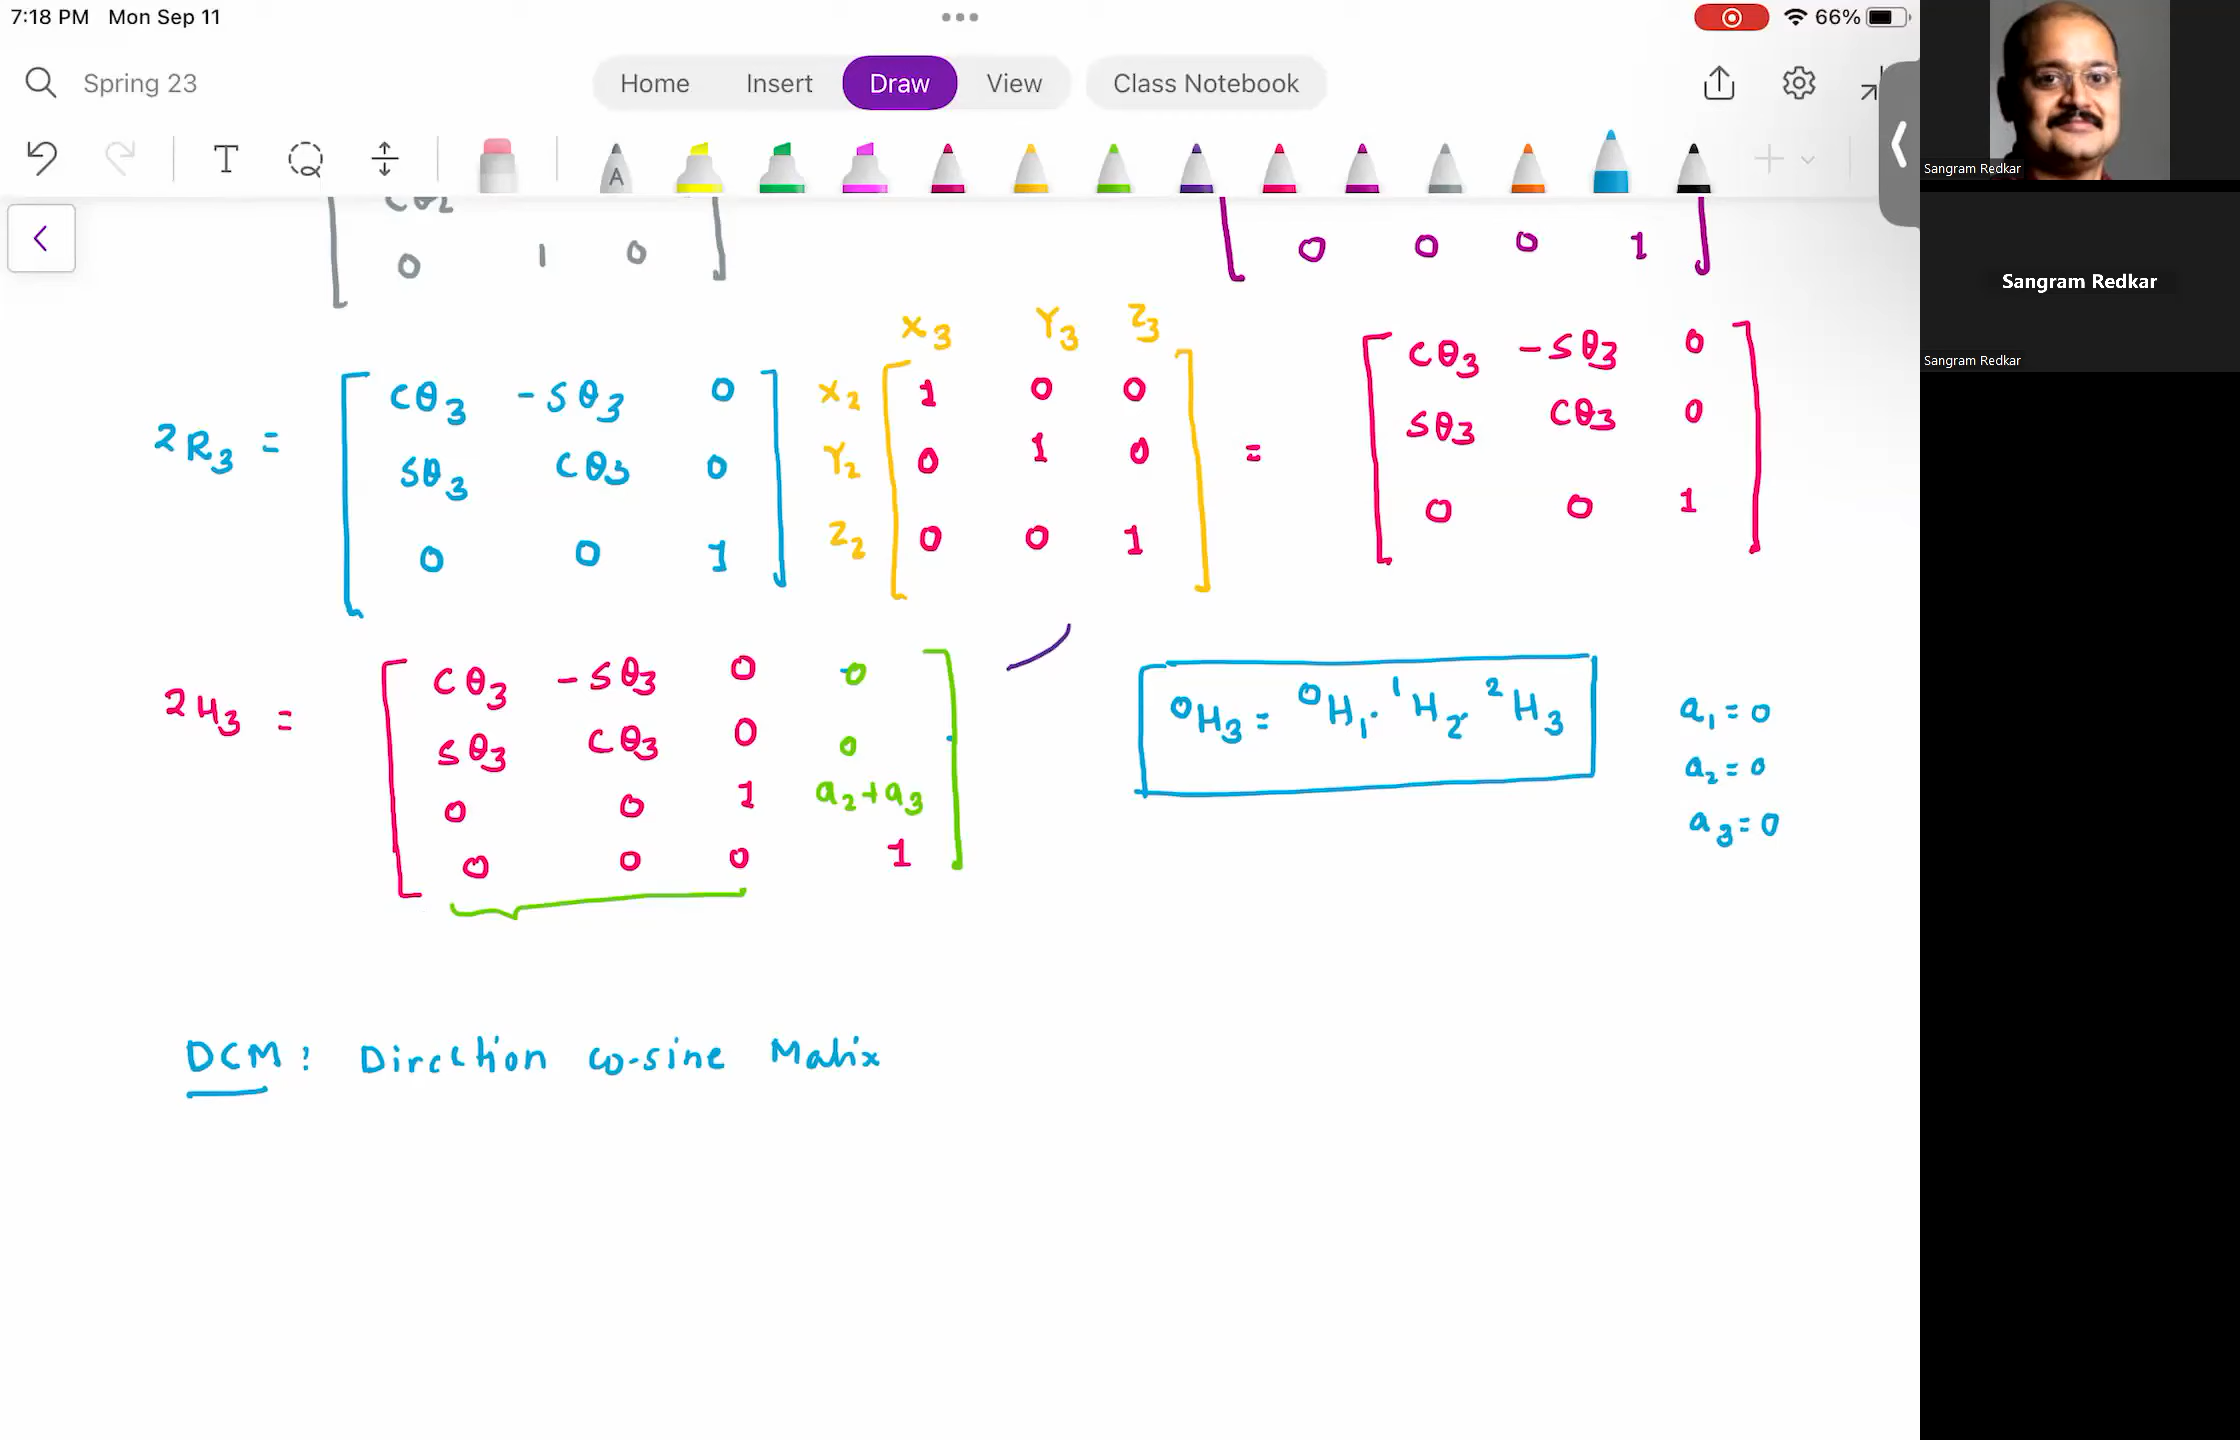 7:18 PM Mon Sep 11
66%
Spring 23
Home Insert Draw View Class Notebook
T
A
Sangram Redkar
Sangram Redkar
Sangram Redkar
cθ2
0 1 0
0 0 0 1
X3 Y3 Z3
2R3 =
cθ3 -sθ3 0
sθ3 cθ3 0
0 0 1
X2 1 0 0
Y2 0 1 0
Z2 0 0 1
=
cθ3 -sθ3 0
sθ3 cθ3 0
0 0 1
2H3 =
cθ3 -sθ3 0 0
sθ3 cθ3 0 0
0 0 1 a2+a3
0 0 0 1
0H3 = 0H1 · 1H2 · 2H3
a1 = 0
a2 = 0
a3 = 0
DCM : Direction co-sine Matix